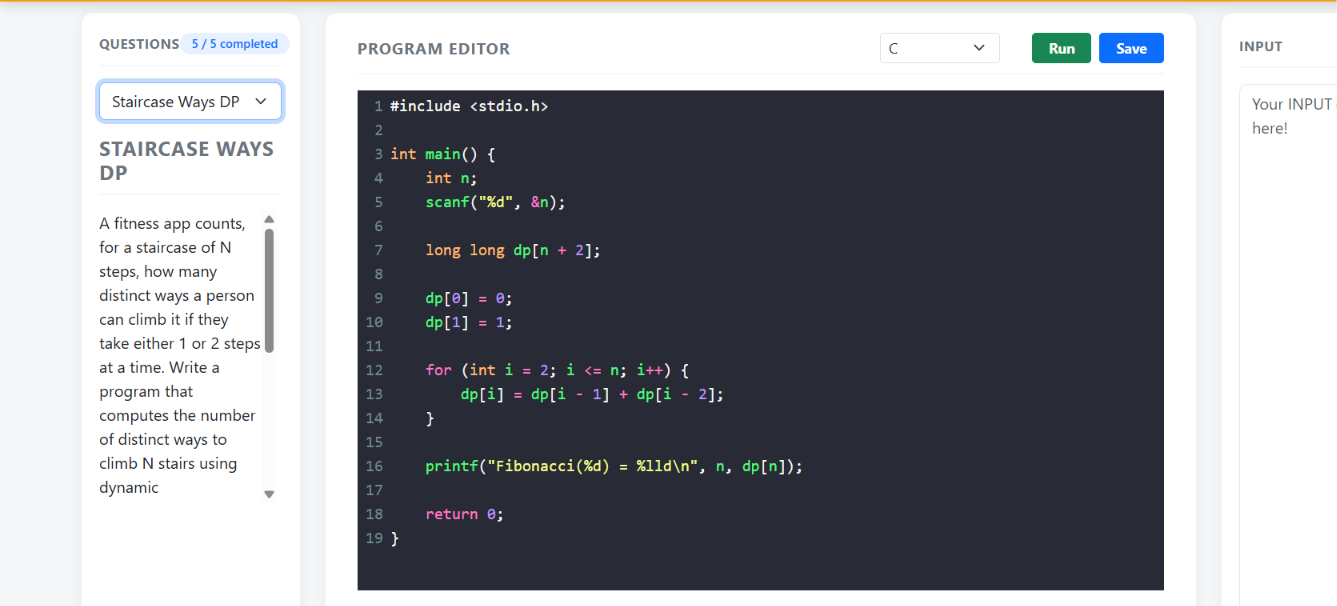 QUESTIONS 5 / 5 completed
Staircase Ways DP
STAIRCASE WAYS
DP
A fitness app counts,
for a staircase of N
steps, how many
distinct ways a person
can climb it if they
take either 1 or 2 steps
at a time. Write a
program that
computes the number
of distinct ways to
climb N stairs using
dynamic
PROGRAM EDITOR
C
Run
Save
1 #include <stdio.h>
2
3 int main() {
4     int n;
5     scanf("%d", &n);
6
7     long long dp[n + 2];
8
9     dp[0] = 0;
10     dp[1] = 1;
11
12     for (int i = 2; i <= n; i++) {
13         dp[i] = dp[i - 1] + dp[i - 2];
14     }
15
16     printf("Fibonacci(%d) = %lld\n", n, dp[n]);
17
18     return 0;
19 }
INPUT
Your INPUT
here!